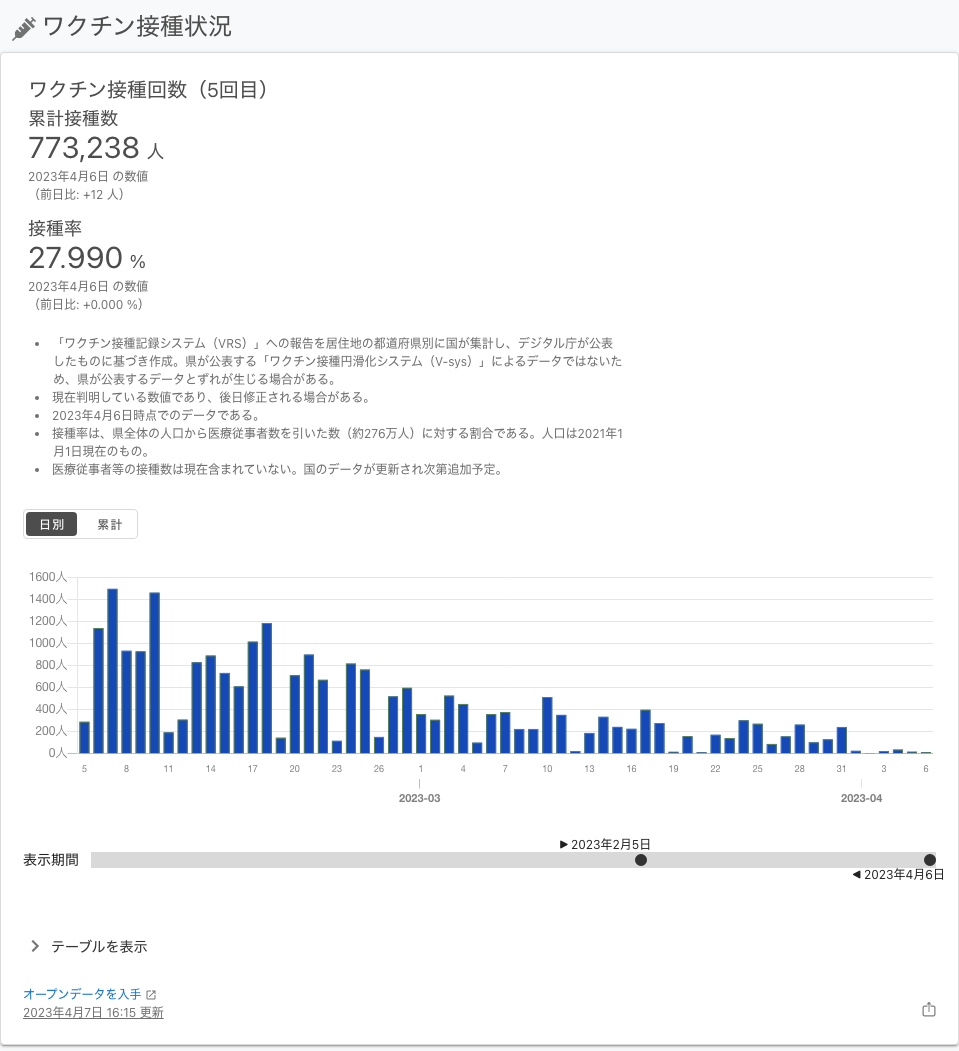 ワクチン接種状況
ワクチン接種回数（5回目）
累計接種数
773,238 人
2023年4月6日 の数値
（前日比: +12 人）
接種率
27.990 %
2023年4月6日 の数値
（前日比: +0.000 %）
• 「ワクチン接種記録システム（VRS）」への報告を居住地の都道府県別に国が集計し、デジタル庁が公表
したものに基づき作成。県が公表する「ワクチン接種円滑化システム（V-sys）」によるデータではないた
め、県が公表するデータとずれが生じる場合がある。
• 現在判明している数値であり、後日修正される場合がある。
• 2023年4月6日時点でのデータである。
• 接種率は、県全体の人口から医療従事者数を引いた数（約276万人）に対する割合である。人口は2021年1
月1日現在のもの。
• 医療従事者等の接種数は現在含まれていない。国のデータが更新され次第追加予定。
日別 累計
1600人
1400人
1200人
1000人
800人
600人
400人
200人
0人
5 8 11 14 17 20 23 26 1 4 7 10 13 16 19 22 25 28 31 3 6
2023-03 2023-04
▶ 2023年2月5日
表示期間
◀ 2023年4月6日
テーブルを表示
オープンデータを入手
2023年4月7日 16:15 更新